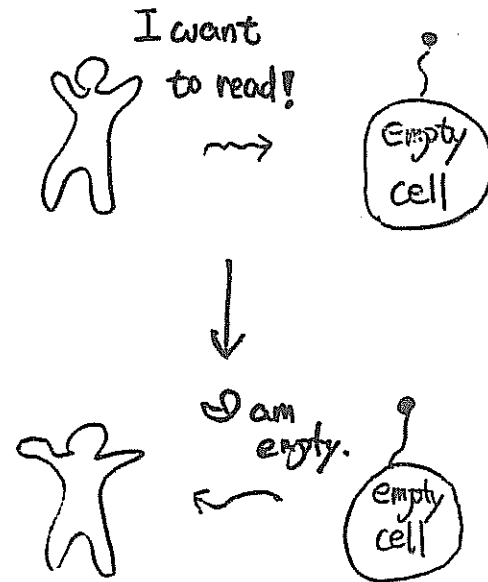 I want
to read!
Empty
cell
I am
empty.
empty
cell